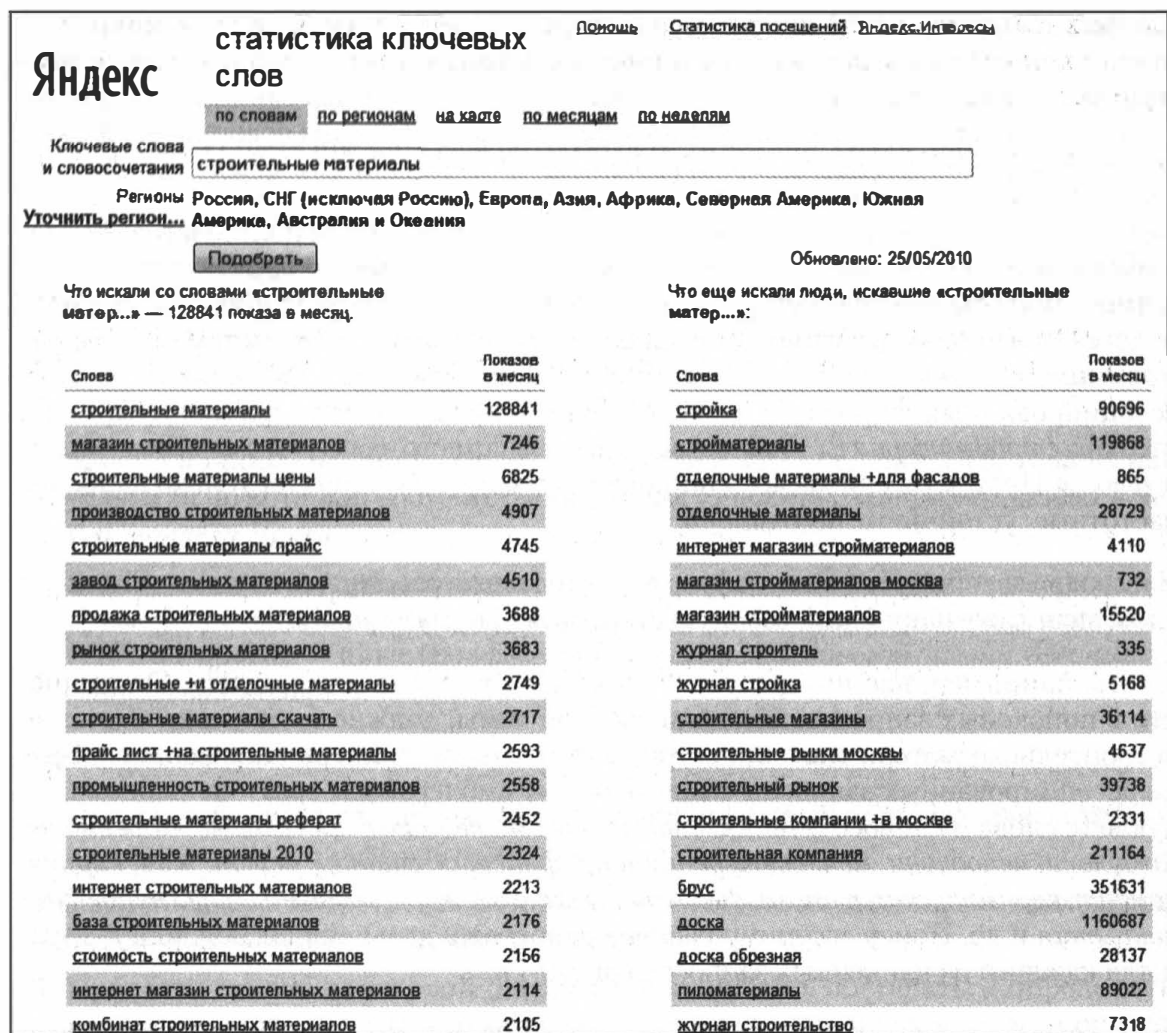 Помощь Статистика посещений Яндекс.Интересы
Яндекс
статистика ключевых
слов
по словам по регионам на карте по месяцам по неделям
Ключевые слова
и словосочетания строительные материалы
Регионы Россия, СНГ (исключая Россию), Европа, Азия, Африка, Северная Америка, Южная
Уточнить регион... Америка, Австралия и Океания
Подобрать Обновлено: 25/05/2010
Что искали со словами «строительные
матер...» — 128841 показа в месяц.
Слова Показов
в месяц
строительные материалы 128841
магазин строительных материалов 7246
строительные материалы цены 6825
производство строительных материалов 4907
строительные материалы прайс 4745
завод строительных материалов 4510
продажа строительных материалов 3688
рынок строительных материалов 3683
строительные +и отделочные материалы 2749
строительные материалы скачать 2717
прайс лист +на строительные материалы 2593
промышленность строительных материалов 2558
строительные материалы реферат 2452
строительные материалы 2010 2324
интернет строительных материалов 2213
база строительных материалов 2176
стоимость строительных материалов 2156
интернет магазин строительных материалов 2114
комбинат строительных материалов 2105
Что еще искали люди, искавшие «строительные
матер...»:
Слова Показов
в месяц
стройка 90696
стройматериалы 119868
отделочные материалы +для фасадов 865
отделочные материалы 28729
интернет магазин стройматериалов 4110
магазин стройматериалов москва 732
магазин стройматериалов 15520
журнал строитель 335
журнал стройка 5168
строительные магазины 36114
строительные рынки москвы 4637
строительный рынок 39738
строительные компании +в москве 2331
строительная компания 211164
брус 351631
доска 1160687
доска обрезная 28137
пиломатериалы 89022
журнал строительство 7318